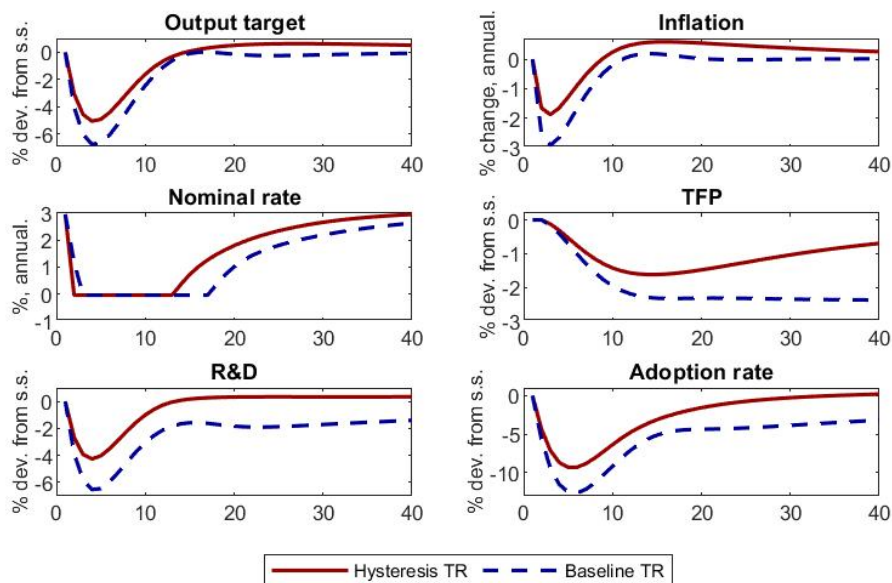 Output target
% dev. from s.s.
0
-2
-4
-6
0 10 20 30 40
Inflation
% change, annual.
0
-1
-2
-3
0 10 20 30 40
Nominal rate
%, annual.
3
2
1
0
-1
0 10 20 30 40
TFP
% dev. from s.s.
0
-1
-2
-3
0 10 20 30 40
R&D
% dev. from s.s.
0
-2
-4
-6
0 10 20 30 40
Adoption rate
% dev. from s.s.
0
-5
-10
0 10 20 30 40
Hysteresis TR Baseline TR